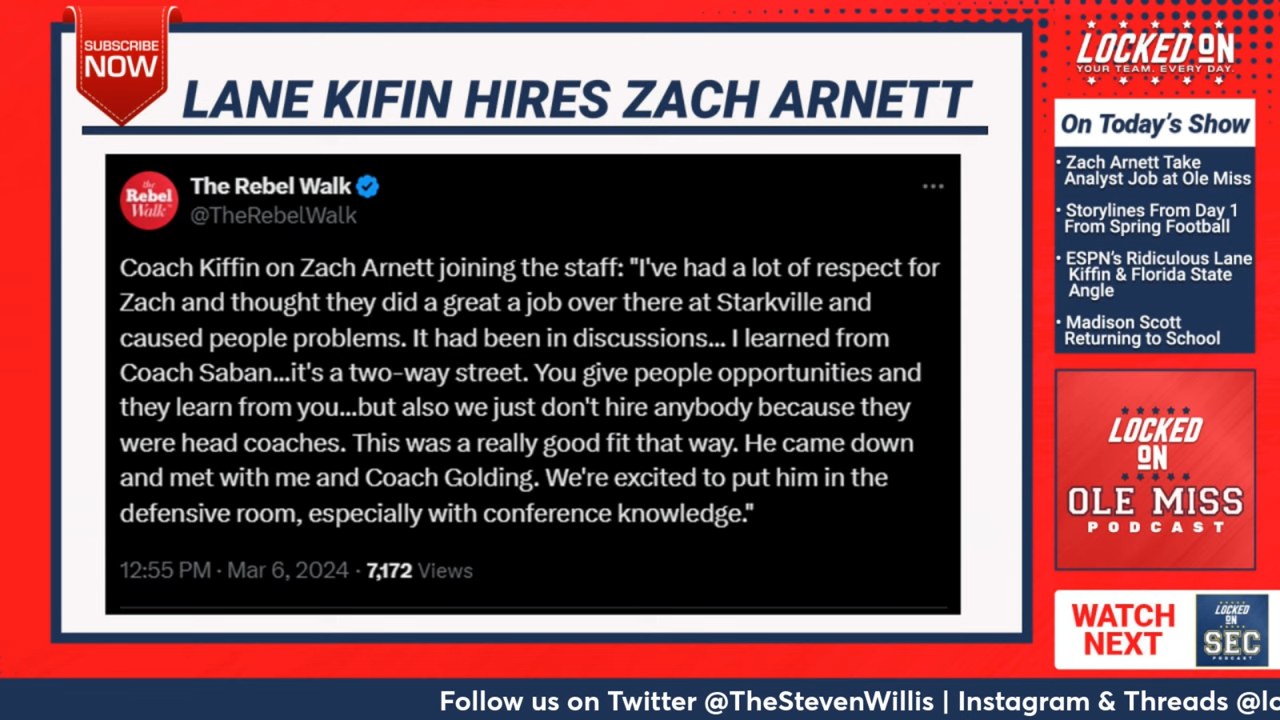 SUBSCRIBE
NOW
LANE KIFIN HIRES ZACH ARNETT
the
Rebel
Walk
The Rebel Walk
@TheRebelWalk
Coach Kiffin on Zach Arnett joining the staff: "I've had a lot of respect for
Zach and thought they did a great a job over there at Starkville and
caused people problems. It had been in discussions... I learned from
Coach Saban...it's a two-way street. You give people opportunities and
they learn from you...but also we just don't hire anybody because they
were head coaches. This was a really good fit that way. He came down
and met with me and Coach Golding. We're excited to put him in the
defensive room, especially with conference knowledge."
12:55 PM · Mar 6, 2024 · 7,172 Views
LOCKED ON
YOUR TEAM. EVERY DAY.
On Today's Show
• Zach Arnett Take
Analyst Job at Ole Miss
• Storylines From Day 1
From Spring Football
• ESPN's Ridiculous Lane
Kiffin & Florida State
Angle
• Madison Scott
Returning to School
LOCKED
ON
OLE MISS
PODCAST
WATCH
NEXT
LOCKED
ON
SEC
PODCAST
Follow us on Twitter @TheStevenWillis | Instagram & Threads @lo